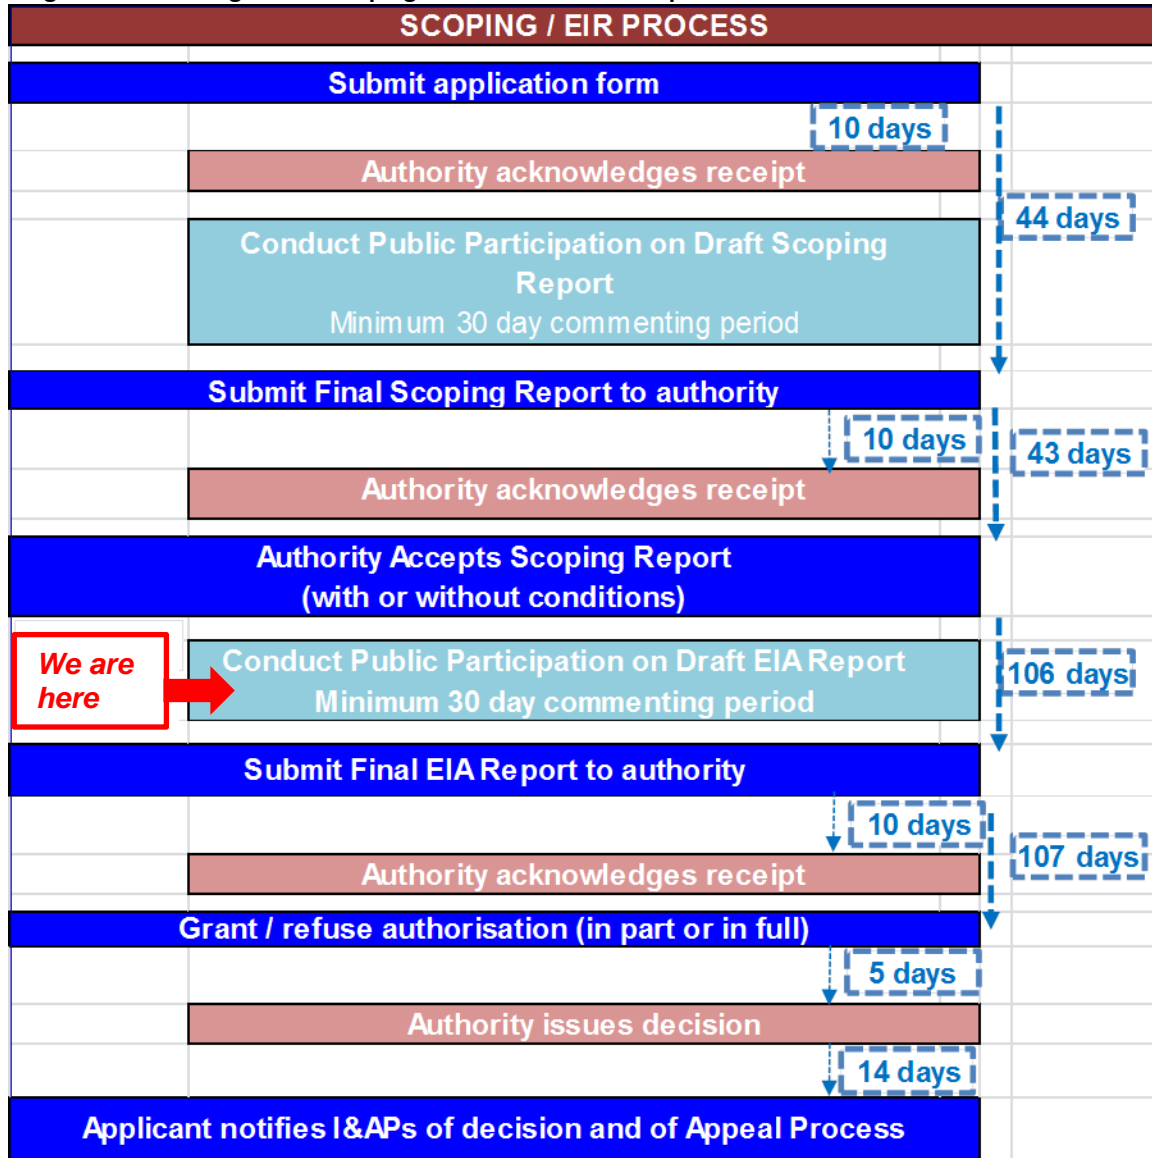 SCOPING / EIR PROCESS
Submit application form
10 days
Authority acknowledges receipt
44 days
Conduct Public Participation on Draft Scoping
Report
Minimum 30 day commenting period
Submit Final Scoping Report to authority
10 days
43 days
Authority acknowledges receipt
Authority Accepts Scoping Report
(with or without conditions)
We are
here
Conduct Public Participation on Draft EIA Report
Minimum 30 day commenting period
106 days
Submit Final EIA Report to authority
10 days
107 days
Authority acknowledges receipt
Grant / refuse authorisation (in part or in full)
5 days
Authority issues decision
14 days
Applicant notifies I&APs of decision and of Appeal Process